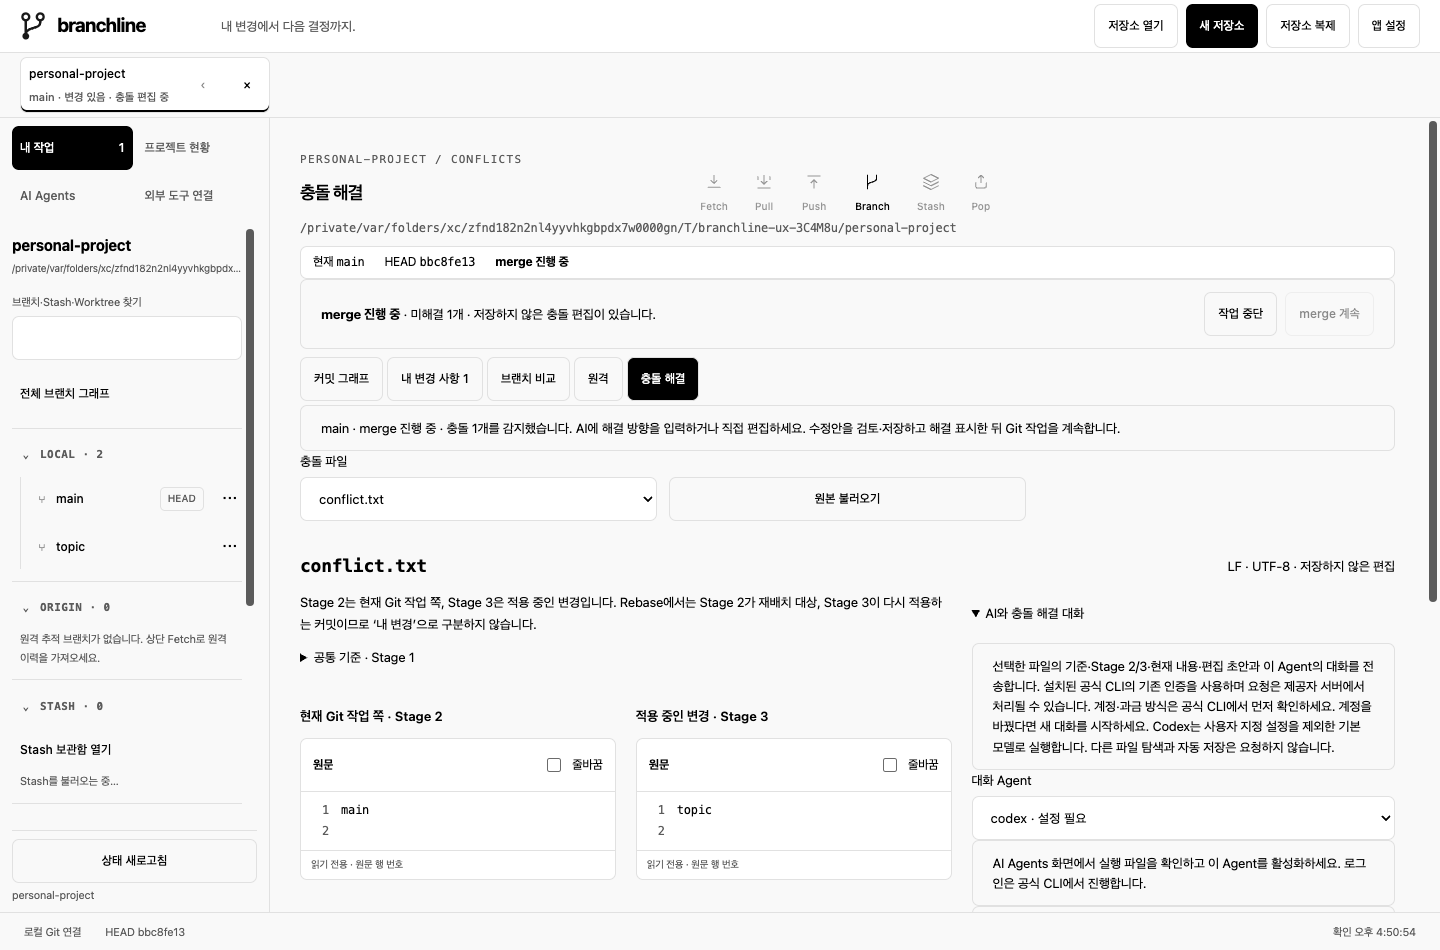 branchline
내 변경에서 다음 결정까지.
저장소 열기
새 저장소
저장소 복제
앱 설정
personal-project
main · 변경 있음 · 충돌 편집 중
‹
×
내 작업 1
프로젝트 현황
AI Agents
외부 도구 연결
personal-project
/private/var/folders/xc/zfnd182n2nl4yyvhkgbpdx...
브랜치·Stash·Worktree 찾기
전체 브랜치 그래프
LOCAL · 2
main
HEAD
...
topic
...
ORIGIN · 0
원격 추적 브랜치가 없습니다. 상단 Fetch로 원격
이력을 가져오세요.
STASH · 0
Stash 보관함 열기
Stash를 불러오는 중...
상태 새로고침
personal-project
PERSONAL-PROJECT / CONFLICTS
충돌 해결
Fetch
Pull
Push
Branch
Stash
Pop
/private/var/folders/xc/zfnd182n2nl4yyvhkgbpdx7w0000gn/T/branchline-ux-3C4M8u/personal-project
현재 main HEAD bbc8fe13 merge 진행 중
merge 진행 중 · 미해결 1개 · 저장하지 않은 충돌 편집이 있습니다.
작업 중단
merge 계속
커밋 그래프
내 변경 사항 1
브랜치 비교
원격
충돌 해결
main · merge 진행 중 · 충돌 1개를 감지했습니다. AI에 해결 방향을 입력하거나 직접 편집하세요. 수정안을 검토·저장하고 해결 표시한 뒤 Git 작업을 계속합니다.
충돌 파일
conflict.txt
원본 불러오기
conflict.txt
LF · UTF-8 · 저장하지 않은 편집
Stage 2는 현재 Git 작업 쪽, Stage 3은 적용 중인 변경입니다. Rebase에서는 Stage 2가 재배치 대상, Stage 3이 다시 적용하
는 커밋이므로 ‘내 변경’으로 구분하지 않습니다.
▶ 공통 기준 · Stage 1
현재 Git 작업 쪽 · Stage 2
원문
줄바꿈
1 main
2
읽기 전용 · 원문 행 번호
적용 중인 변경 · Stage 3
원문
줄바꿈
1 topic
2
읽기 전용 · 원문 행 번호
▼ AI와 충돌 해결 대화
선택한 파일의 기준·Stage 2/3·현재 내용·편집 초안과 이 Agent의 대화를 전
송합니다. 설치된 공식 CLI의 기존 인증을 사용하며 요청은 제공자 서버에서
처리될 수 있습니다. 계정·과금 방식은 공식 CLI에서 먼저 확인하세요. 계정을
바꿨다면 새 대화를 시작하세요. Codex는 사용자 지정 설정을 제외한 기본
모델로 실행합니다. 다른 파일 탐색과 자동 저장은 요청하지 않습니다.
대화 Agent
codex · 설정 필요
AI Agents 화면에서 실행 파일을 확인하고 이 Agent를 활성화하세요. 로그
인은 공식 CLI에서 진행합니다.
로컬 Git 연결
HEAD bbc8fe13
확인 오후 4:50:54